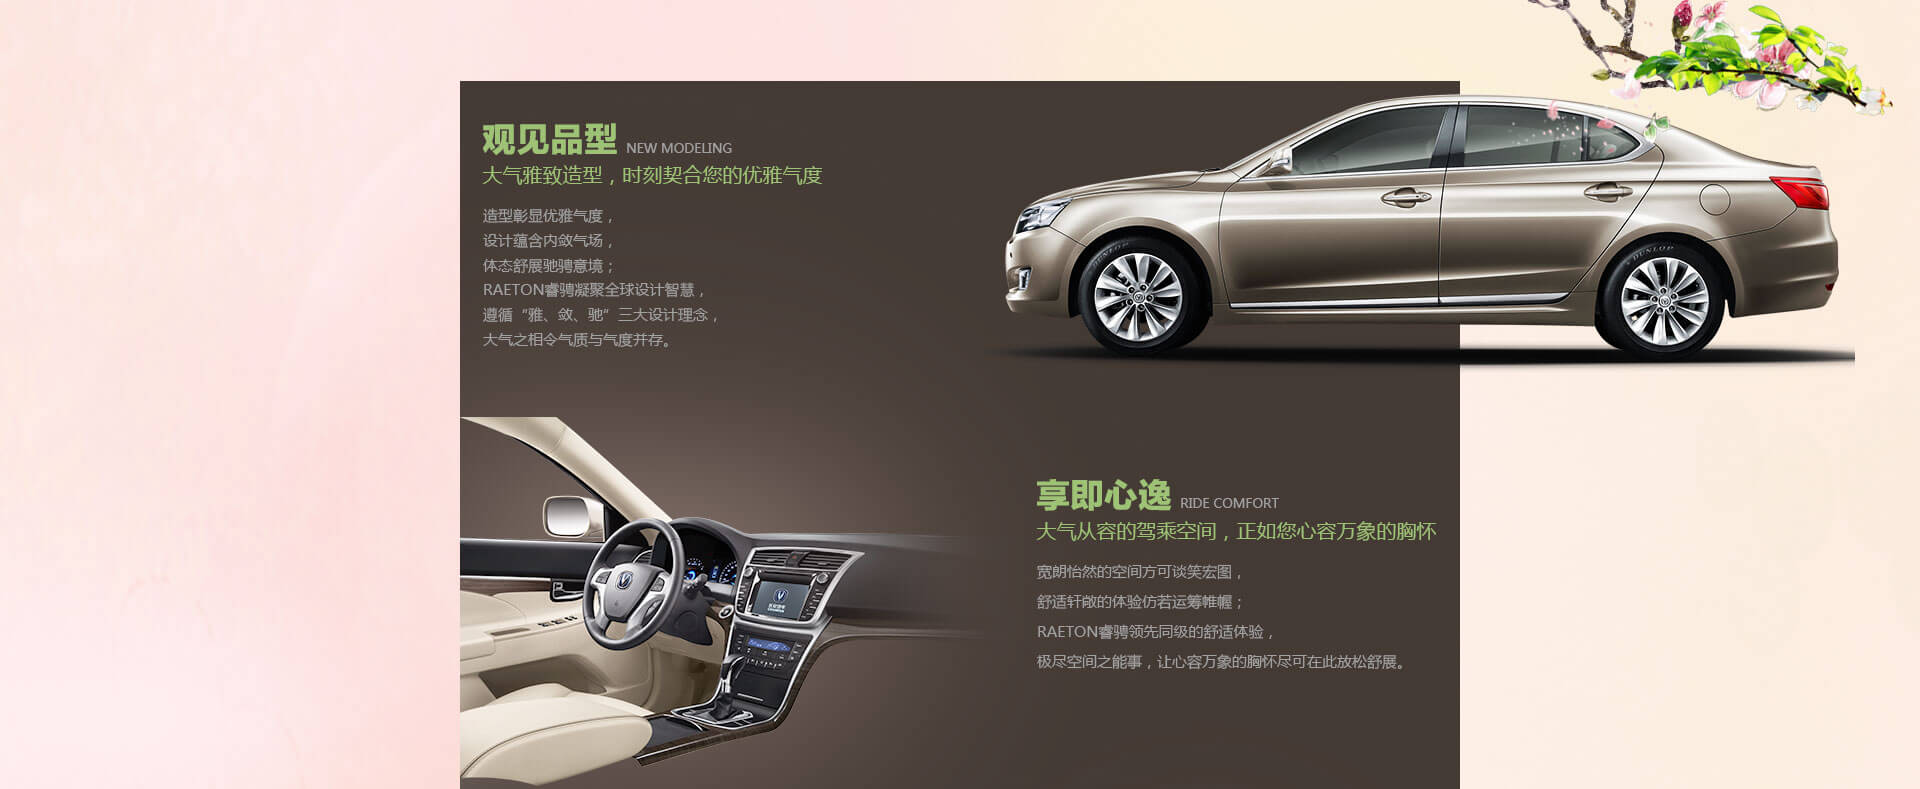 观见品型 NEW MODELING
大气雅致造型，时刻契合您的优雅气度
造型彰显优雅气度，
设计蕴含内敛气场，
体态舒展驰骋意境；
RAETON睿骋凝聚全球设计智慧，
遵循“雅、敛、驰”三大设计理念，
大气之相令气质与气度并存。
DUNLOP
DUNLOP
享即心逸 RIDE COMFORT
大气从容的驾乘空间，正如您心容万象的胸怀
宽朗怡然的空间方可谈笑宏图，
舒适轩敞的体验仿若运筹帷幄；
RAETON睿骋领先同级的舒适体验，
极尽空间之能事，让心容万象的胸怀尽可在此放松舒展。